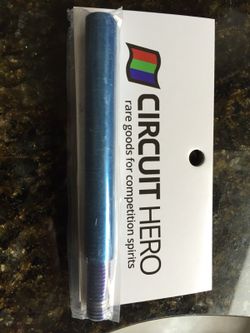 CIRCUIT HERO
rare goods for competition spirits